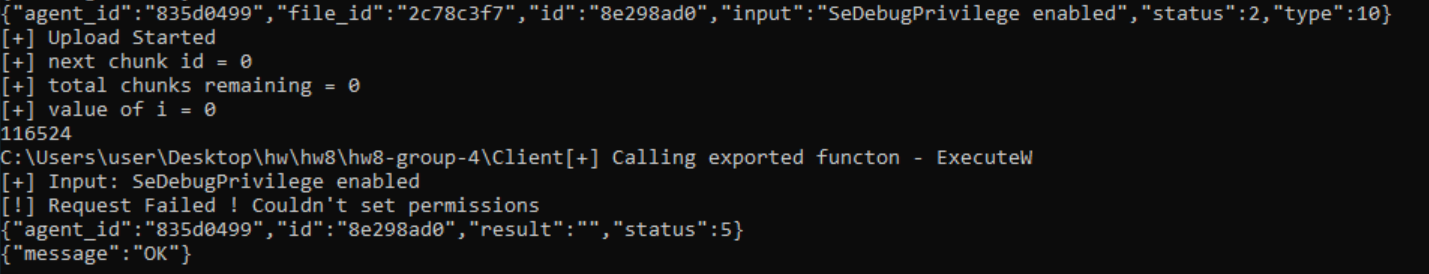 {"agent_id":"835d0499","file_id":"2c78c3f7","id":"8e298ad0","input":"SeDebugPrivilege enabled","status":2,"type":10}
[+] Upload Started
[+] next chunk id = 0
[+] total chunks remaining = 0
[+] value of i = 0
116524
C:\Users\user\Desktop\hw\hw8\hw8-group-4\Client[+] Calling exported functon - ExecuteW
[+] Input: SeDebugPrivilege enabled
[!] Request Failed ! Couldn't set permissions
{"agent_id":"835d0499","id":"8e298ad0","result":"","status":5}
{"message":"OK"}